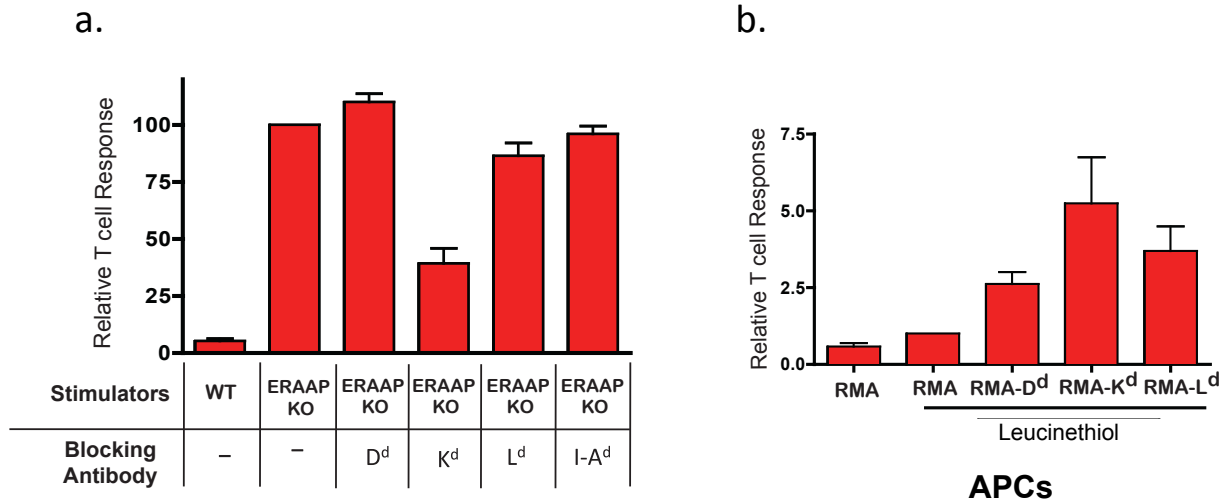 a.
Relative T cell Response
100
75
50
25
0
Stimulators
WT
ERAAP
KO
ERAAP
KO
ERAAP
KO
ERAAP
KO
ERAAP
KO
Blocking
Antibody
–
–
Dᵈ
Kᵈ
Lᵈ
I-Aᵈ
b.
Relative T cell Response
7.5
5.0
2.5
0.0
RMA
RMA
RMA-Dᵈ
RMA-Kᵈ
RMA-Lᵈ
Leucinethiol
APCs